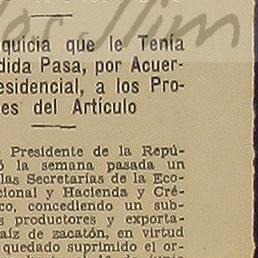 quicia que le Tenía
dida Pasa, por Acuer-
esidencial, a los Pro-
es del Artículo
Presidente de la Repú-
ó la semana pasada un
las Secretarías de la Eco-
cional y Hacienda y Cré-
co, concediendo un sub-
s productores y exporta-
aíz de zacatón, en virtud
quedado suprimido el or-